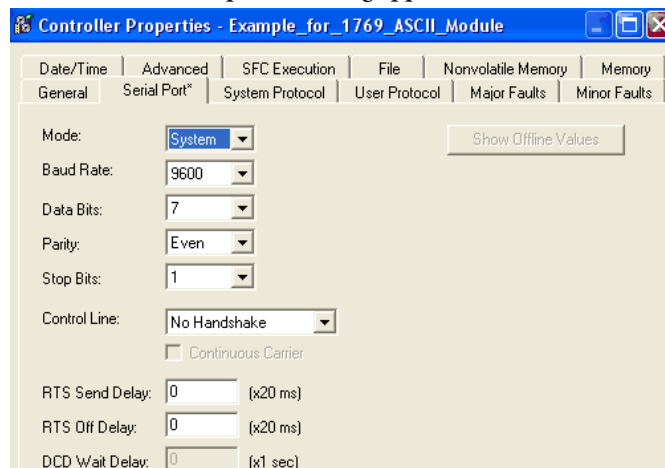 Controller Properties - Example_for_1769_ASCII_Module
Date/Time Advanced SFC Execution File Nonvolatile Memory Memory
General Serial Port* System Protocol User Protocol Major Faults Minor Faults
Mode: System Show Offline Values
Baud Rate: 9600
Data Bits: 7
Parity: Even
Stop Bits: 1
Control Line: No Handshake
Continuous Carrier
RTS Send Delay: 0 (x20 ms)
RTS Off Delay: 0 (x20 ms)
DCD Wait Delay: 0 (x1 sec)